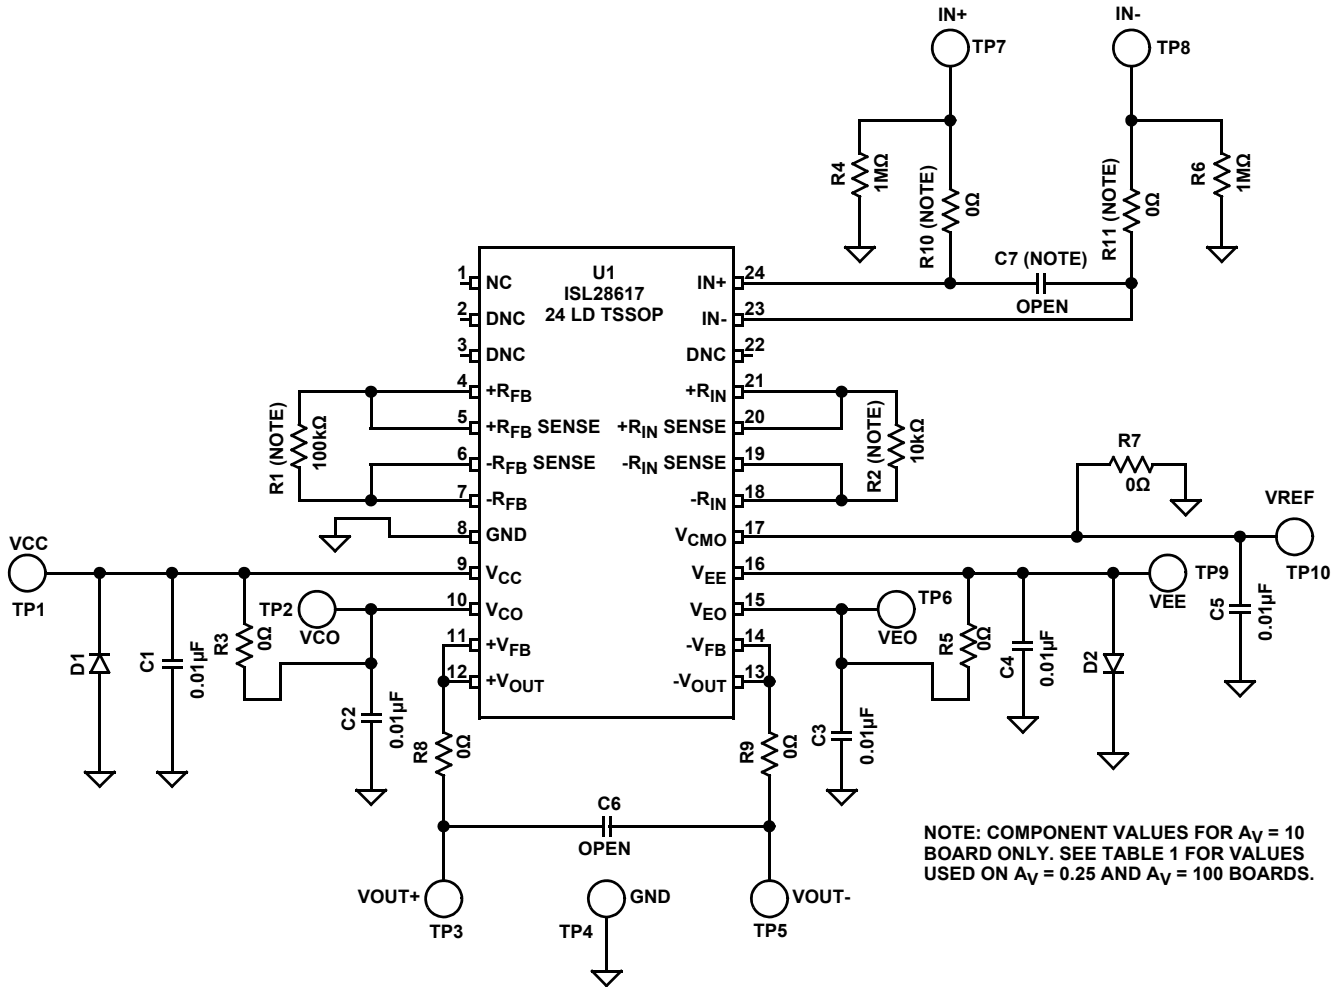 IN+
TP7
IN-
TP8
R4
1MΩ
R10 (NOTE)
0Ω
R11 (NOTE)
0Ω
R6
1MΩ
C7 (NOTE)
OPEN
U1
ISL28617
24 LD TSSOP
1 NC
2 DNC
3 DNC
4 +RFB
5 +RFB SENSE
6 -RFB SENSE
7 -RFB
8 GND
9 VCC
10 VCO
11 +VFB
12 +VOUT
IN+ 24
IN- 23
DNC 22
+RIN 21
+RIN SENSE 20
-RIN SENSE 19
-RIN 18
VCMO 17
VEE 16
VEO 15
-VFB 14
-VOUT 13
R1 (NOTE)
100kΩ
R2 (NOTE)
10kΩ
R7
0Ω
VREF
TP10
VCC
TP1
TP2
VCO
TP6
VEO
TP9
VEE
D1
C1
0.01µF
R3
0Ω
C2
0.01µF
R8
0Ω
R9
0Ω
C3
0.01µF
R5
0Ω
C4
0.01µF
D2
C5
0.01µF
C6
OPEN
VOUT+
TP3
GND
TP4
VOUT-
TP5
NOTE: COMPONENT VALUES FOR AV = 10
BOARD ONLY. SEE TABLE 1 FOR VALUES
USED ON AV = 0.25 AND AV = 100 BOARDS.